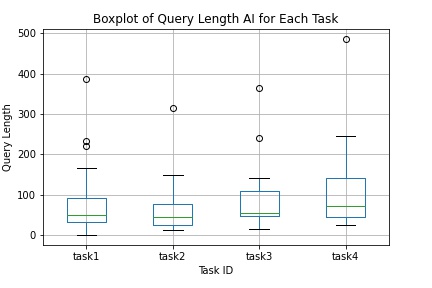 Boxplot of Query Length AI for Each Task
500
400
300
200
100
0
Query Length
task1 task2 task3 task4
Task ID